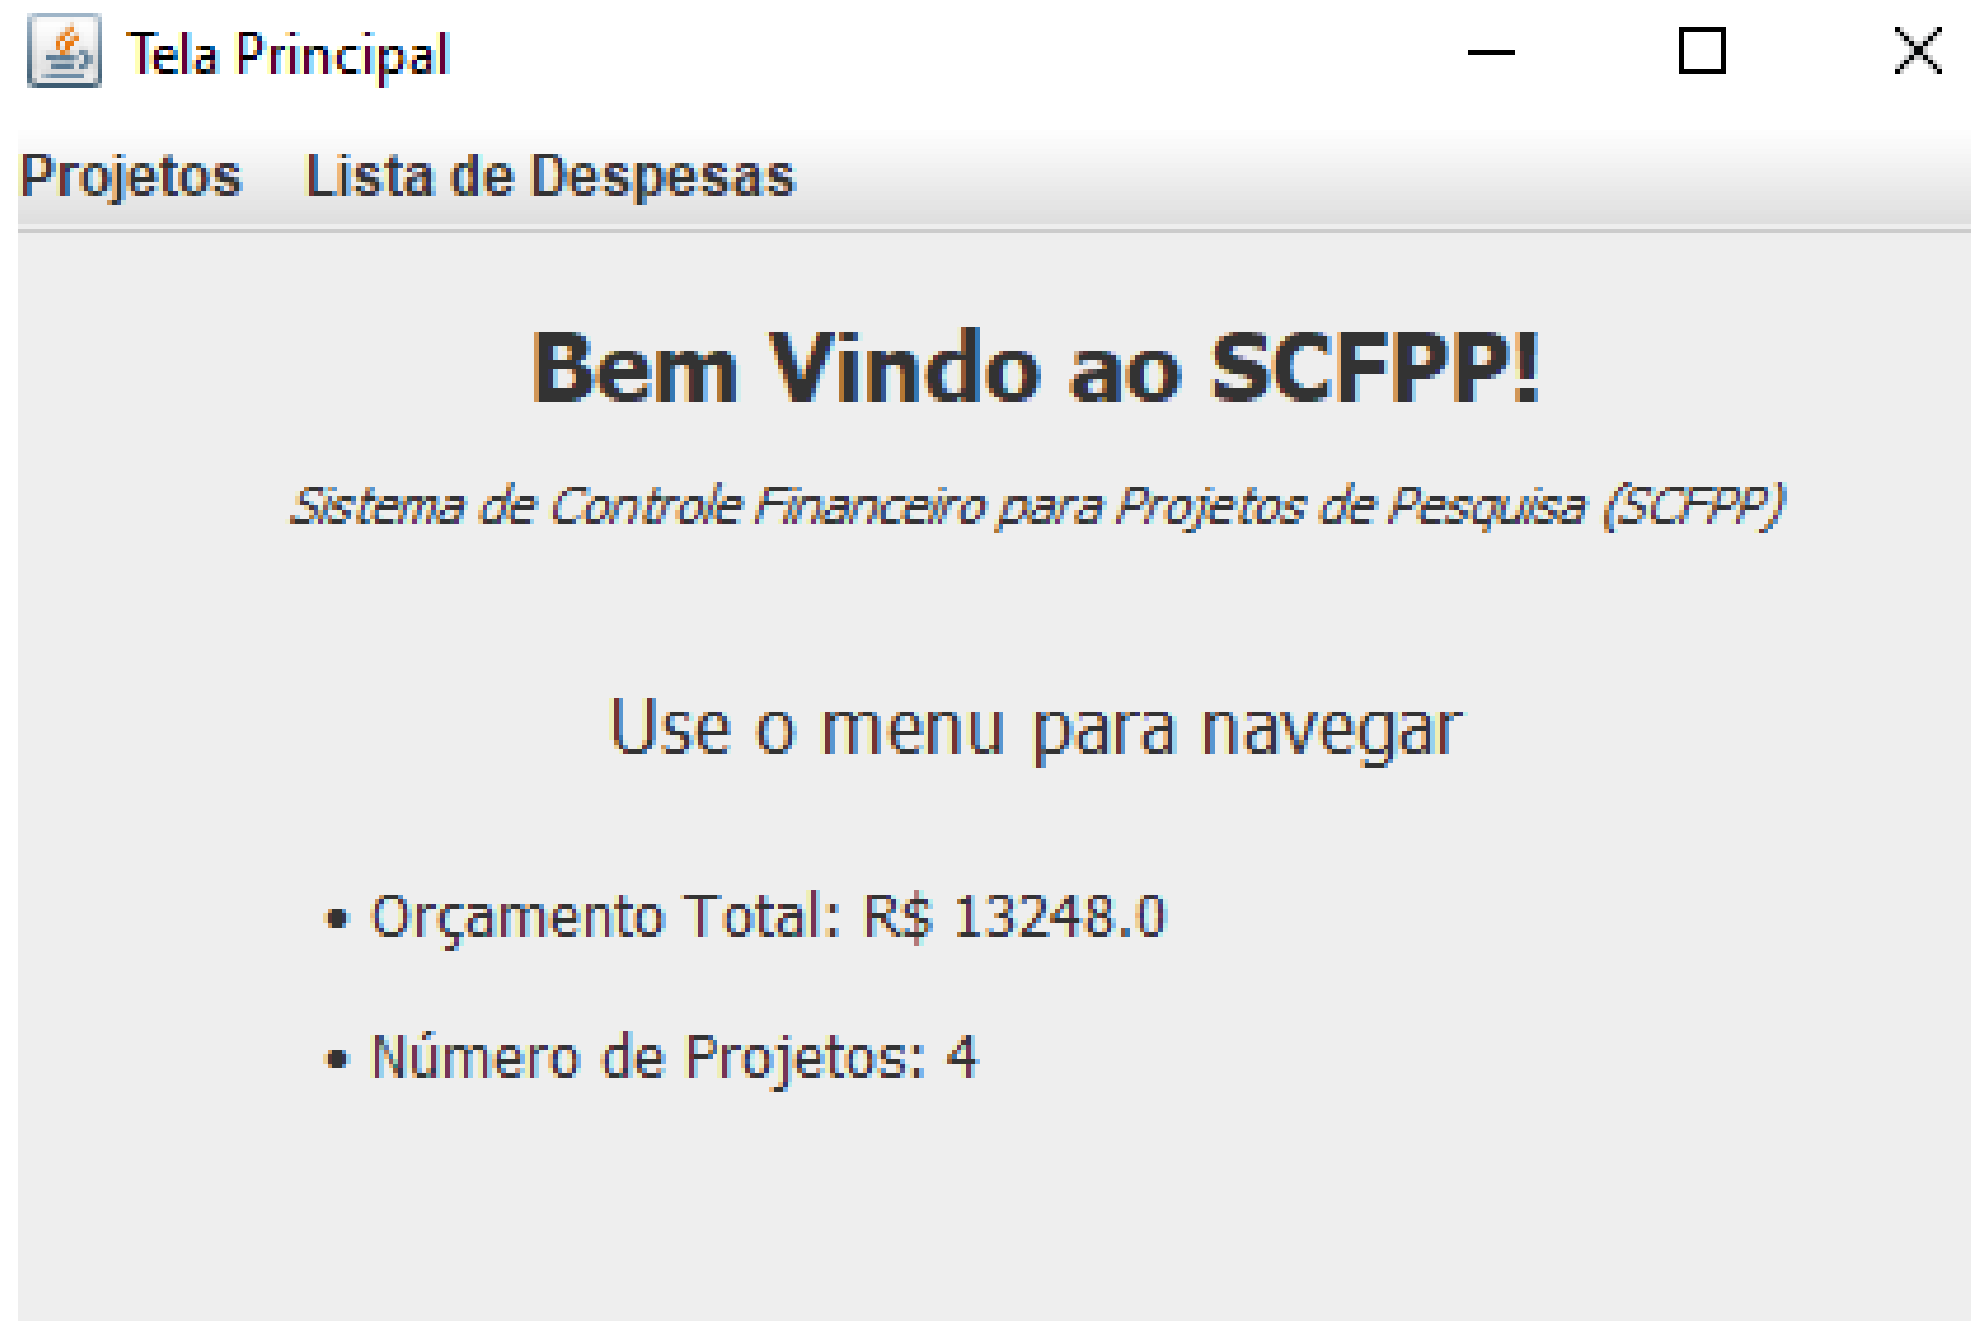 Tela Principal
Projetos Lista de Despesas
Bem Vindo ao SCFPP!
Sistema de Controle Financeiro para Projetos de Pesquisa (SCFPP)
Use o menu para navegar
• Orçamento Total: R$ 13248.0
• Número de Projetos: 4